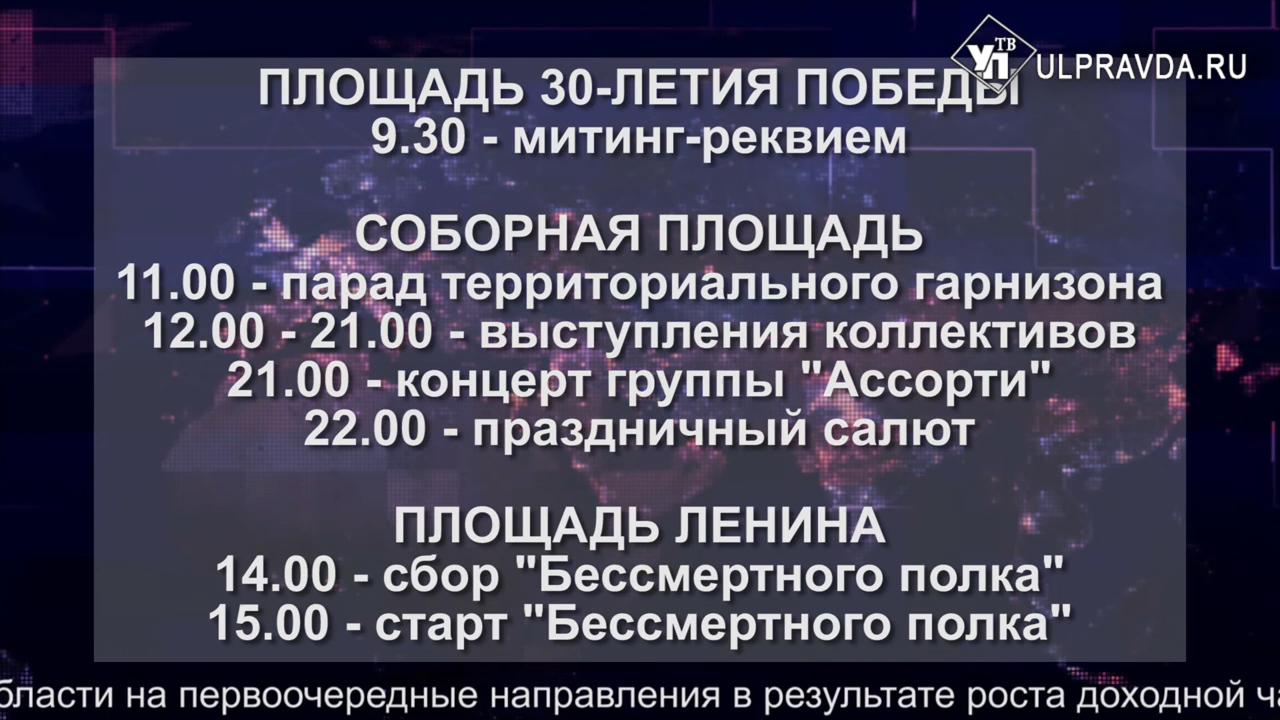 ТВ
УП
ULPRAVDA.RU
ПЛОЩАДЬ 30-ЛЕТИЯ ПОБЕДЫ
9.30 - митинг-реквием
СОБОРНАЯ ПЛОЩАДЬ
11.00 - парад территориального гарнизона
12.00 - 21.00 - выступления коллективов
21.00 - концерт группы "Ассорти"
22.00 - праздничный салют
ПЛОЩАДЬ ЛЕНИНА
14.00 - сбор "Бессмертного полка"
15.00 - старт "Бессмертного полка"
бласти на первоочередные направления в результате роста доходной ча